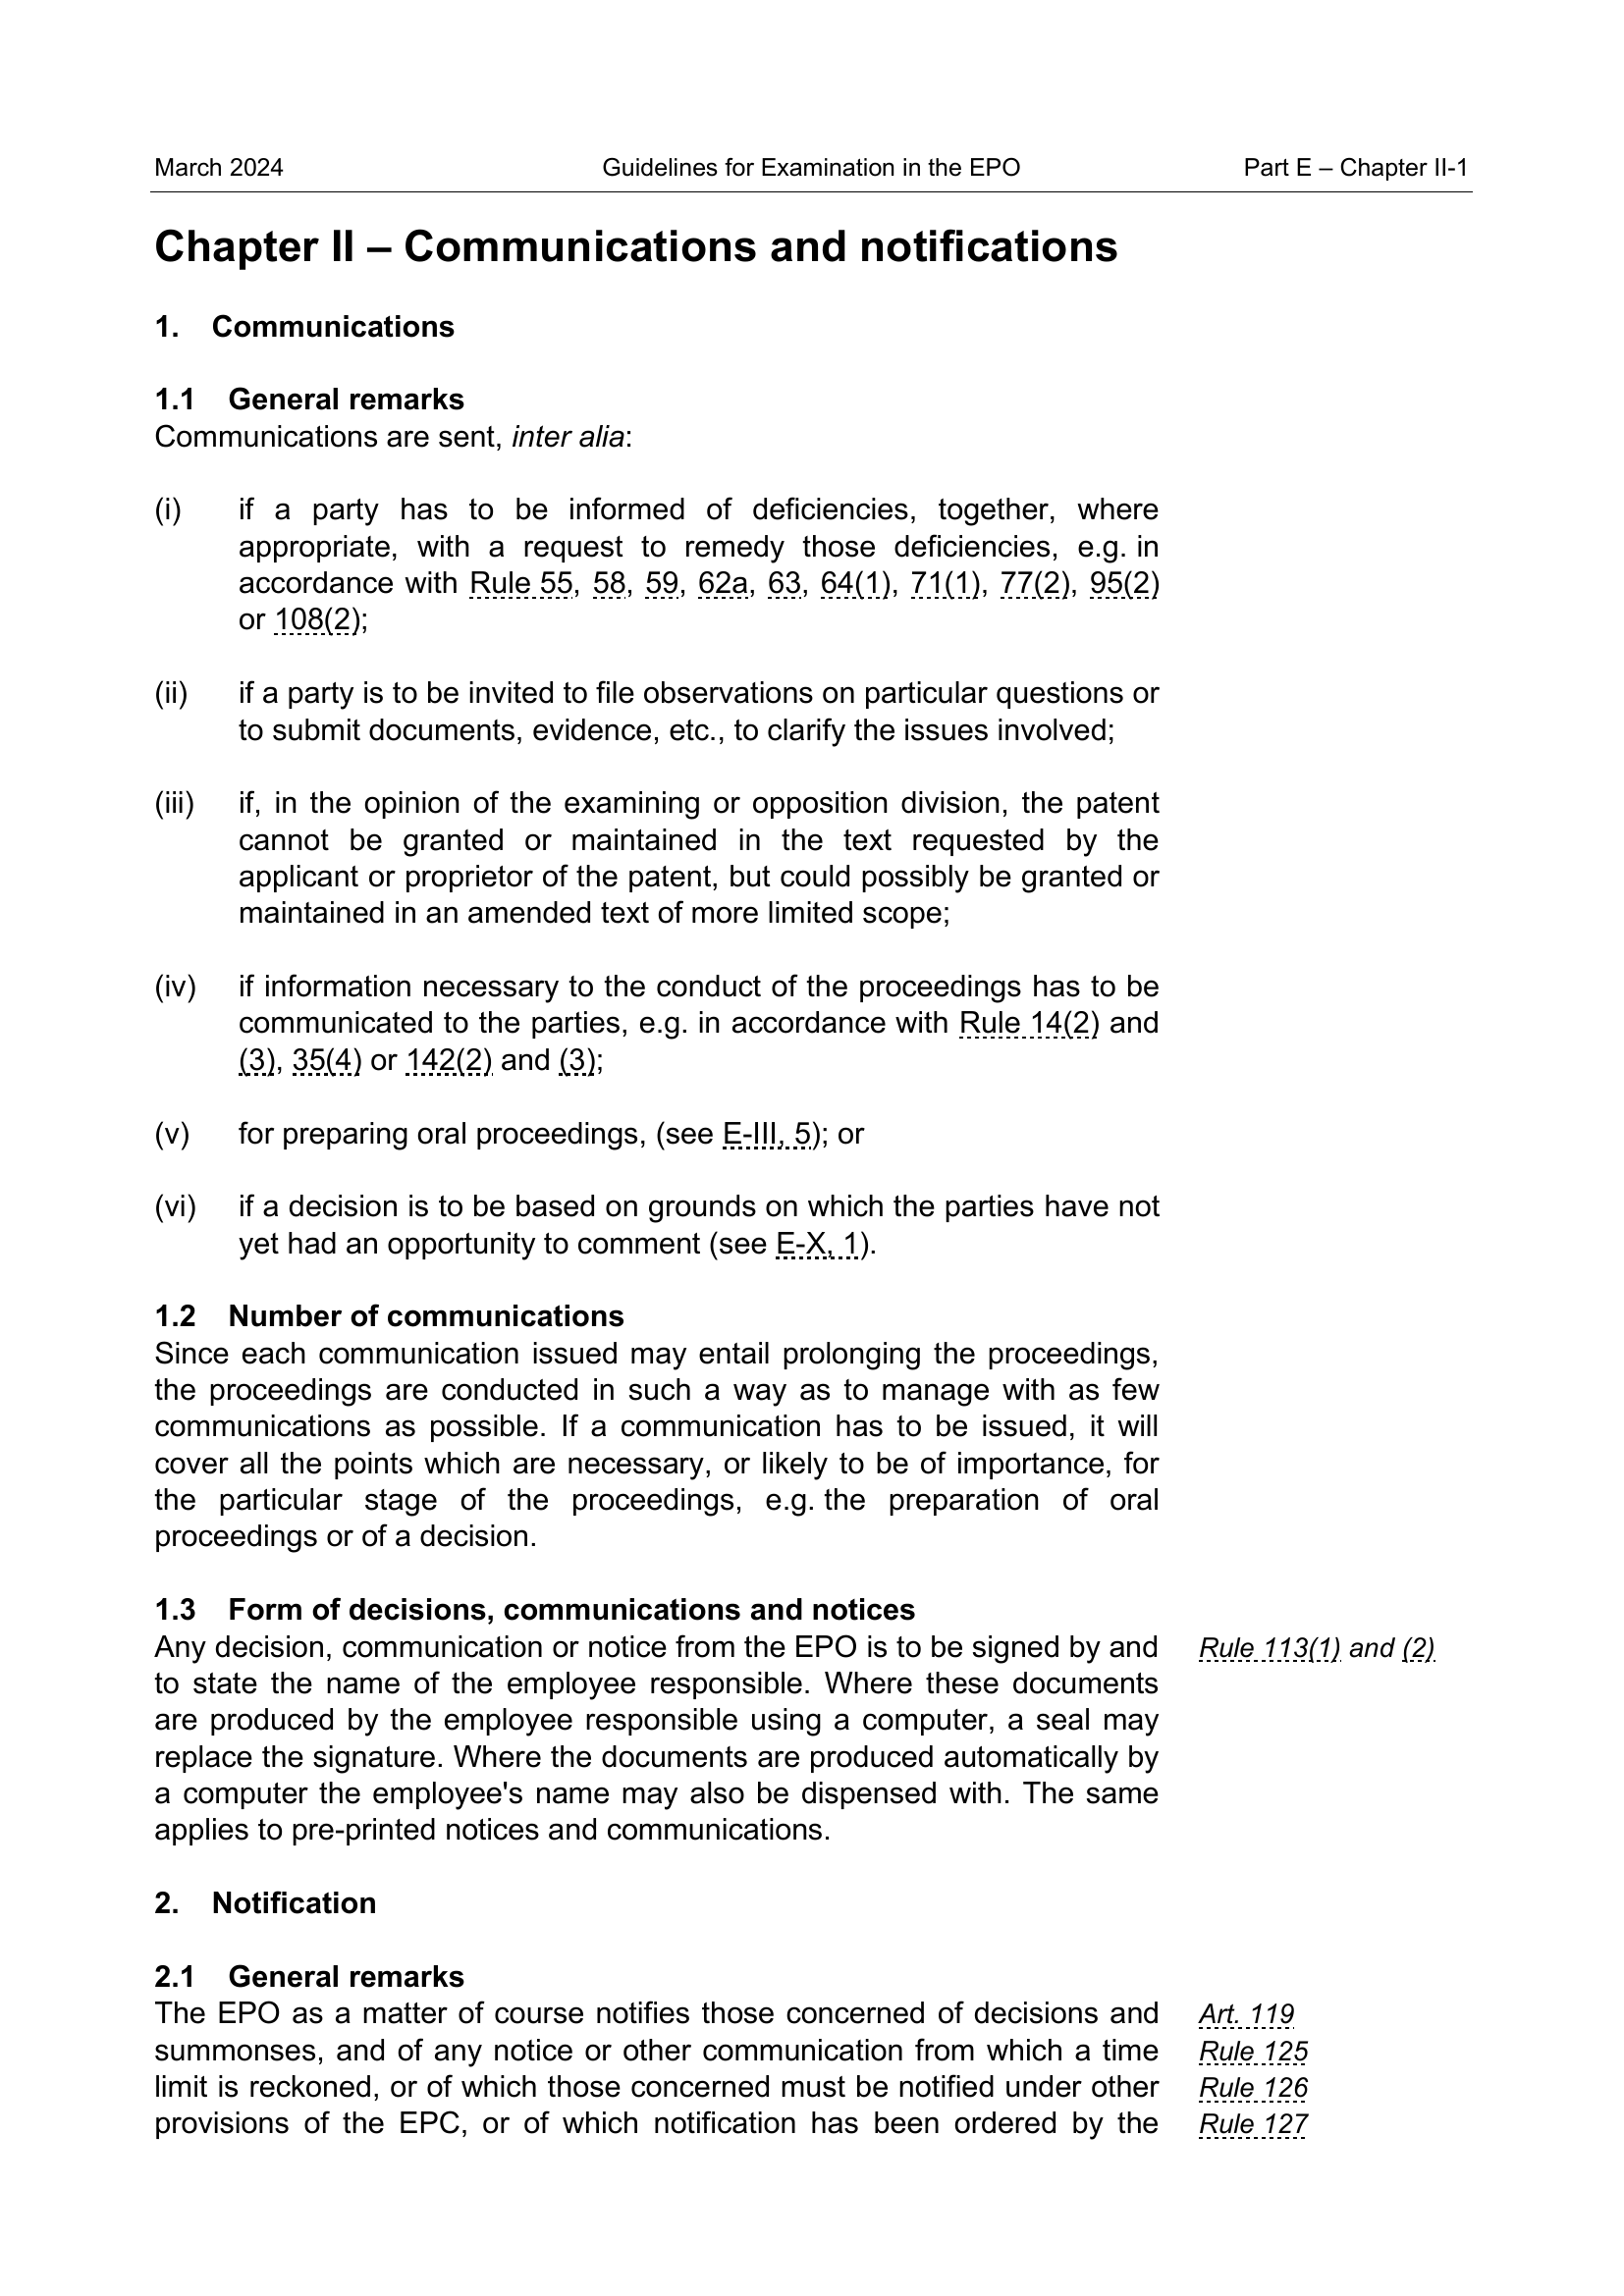 March 2024 Guidelines for Examination in the EPO Part E – Chapter II-1
Chapter II – Communications and notifications
1. Communications
1.1 General remarks
Communications are sent, inter alia:
(i) if a party has to be informed of deficiencies, together, where
appropriate, with a request to remedy those deficiencies, e.g. in
accordance with Rule 55, 58, 59, 62a, 63, 64(1), 71(1), 77(2), 95(2)
or 108(2);
(ii) if a party is to be invited to file observations on particular questions or
to submit documents, evidence, etc., to clarify the issues involved;
(iii) if, in the opinion of the examining or opposition division, the patent
cannot be granted or maintained in the text requested by the
applicant or proprietor of the patent, but could possibly be granted or
maintained in an amended text of more limited scope;
(iv) if information necessary to the conduct of the proceedings has to be
communicated to the parties, e.g. in accordance with Rule 14(2) and
(3), 35(4) or 142(2) and (3);
(v) for preparing oral proceedings, (see E-III, 5); or
(vi) if a decision is to be based on grounds on which the parties have not
yet had an opportunity to comment (see E-X, 1).
1.2 Number of communications
Since each communication issued may entail prolonging the proceedings,
the proceedings are conducted in such a way as to manage with as few
communications as possible. If a communication has to be issued, it will
cover all the points which are necessary, or likely to be of importance, for
the particular stage of the proceedings, e.g. the preparation of oral
proceedings or of a decision.
1.3 Form of decisions, communications and notices
Any decision, communication or notice from the EPO is to be signed by and Rule 113(1) and (2)
to state the name of the employee responsible. Where these documents
are produced by the employee responsible using a computer, a seal may
replace the signature. Where the documents are produced automatically by
a computer the employee's name may also be dispensed with. The same
applies to pre-printed notices and communications.
2. Notification
2.1 General remarks
The EPO as a matter of course notifies those concerned of decisions and Art. 119
summonses, and of any notice or other communication from which a time Rule 125
limit is reckoned, or of which those concerned must be notified under other Rule 126
provisions of the EPC, or of which notification has been ordered by the Rule 127